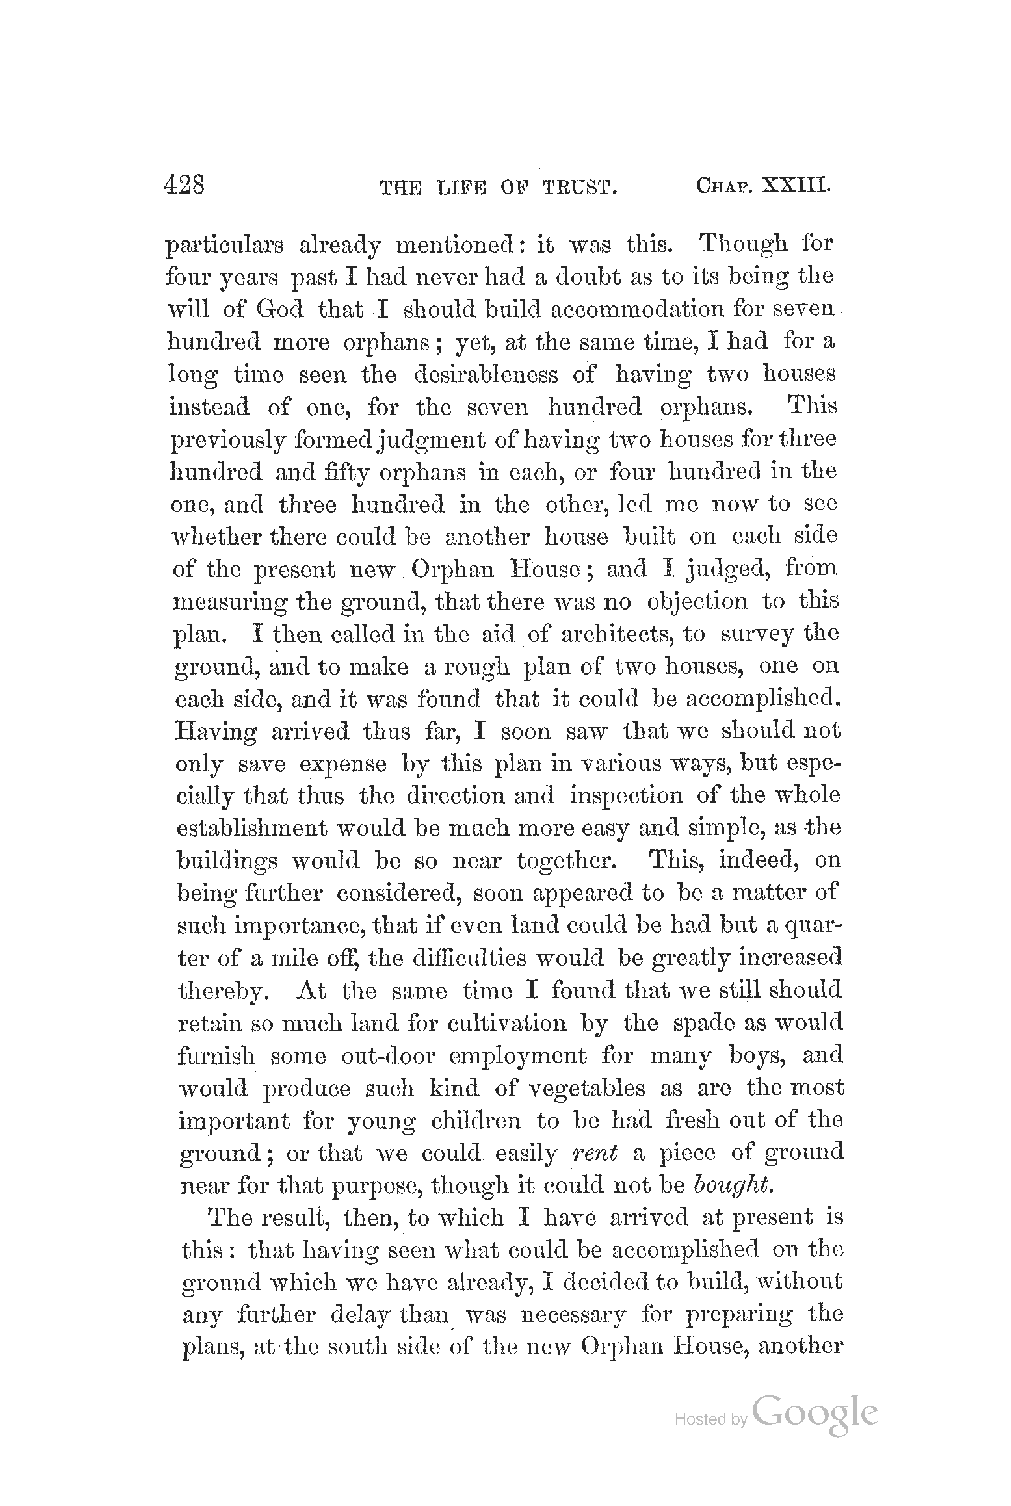 428 THE LIFE OF TRUST. CHAP. XXIII.
particulars already mentioned: it was this. Though for
four years past I had never had a doubt as to its being the
will of God that I should build accommodation for seven
hundred more orphans; yet, at the same time, I had for a
long time seen the desirableness of having two houses
instead of one, for the seven hundred orphans. This
previously formed judgment of having two houses for three
hundred and fifty orphans in each, or four hundred in the
one, and three hundred in the other, led me now to see
whether there could be another house built on each side
of the present new Orphan House; and I judged, from
measuring the ground, that there was no objection to this
plan. I then called in the aid of architects, to survey the
ground, and to make a rough plan of two houses, one on
each side, and it was found that it could be accomplished.
Having arrived thus far, I soon saw that we should not
only save expense by this plan in various ways, but espe-
cially that thus the direction and inspection of the whole
establishment would be much more easy and simple, as the
buildings would be so near together. This, indeed, on
being further considered, soon appeared to be a matter of
such importance, that if even land could be had but a quar-
ter of a mile off, the difficulties would be greatly increased
thereby. At the same time I found that we still should
retain so much land for cultivation by the spade as would
furnish some out-door employment for many boys, and
would produce such kind of vegetables as are the most
important for young children to be had fresh out of the
ground; or that we could easily rent a piece of ground
near for that purpose, though it could not be bought.
The result, then, to which I have arrived at present is
this: that having seen what could be accomplished on the
ground which we have already, I decided to build, without
any further delay than was necessary for preparing the
plans, at the south side of the new Orphan House, another
Hosted by Google